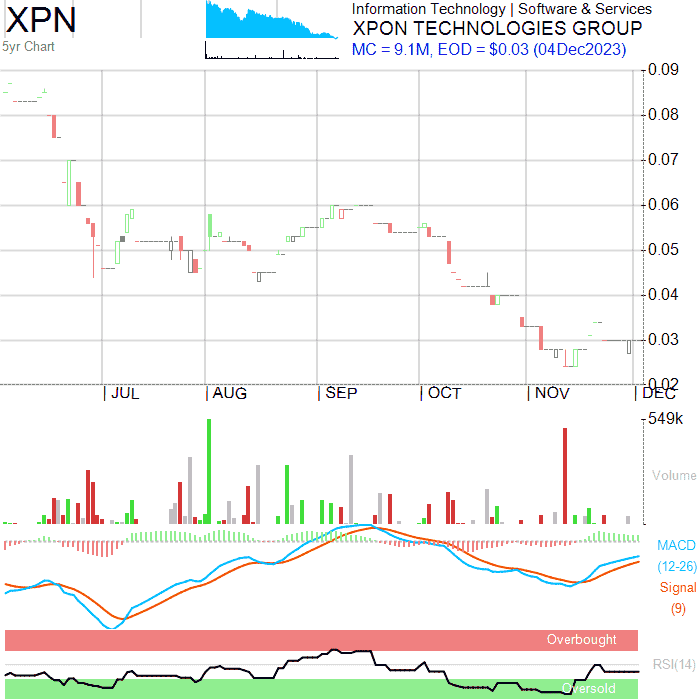 XPN
5yr Chart
Information Technology | Software & Services
XPON TECHNOLOGIES GROUP
MC = 9.1M, EOD = $0.03 (04Dec2023)
0.09
0.08
0.07
0.06
0.05
0.04
0.03
0.02
JUL
AUG
SEP
OCT
NOV
DEC
549k
Volume
MACD
(12-26)
Signal
(9)
Overbought
RSI(14)
Oversold